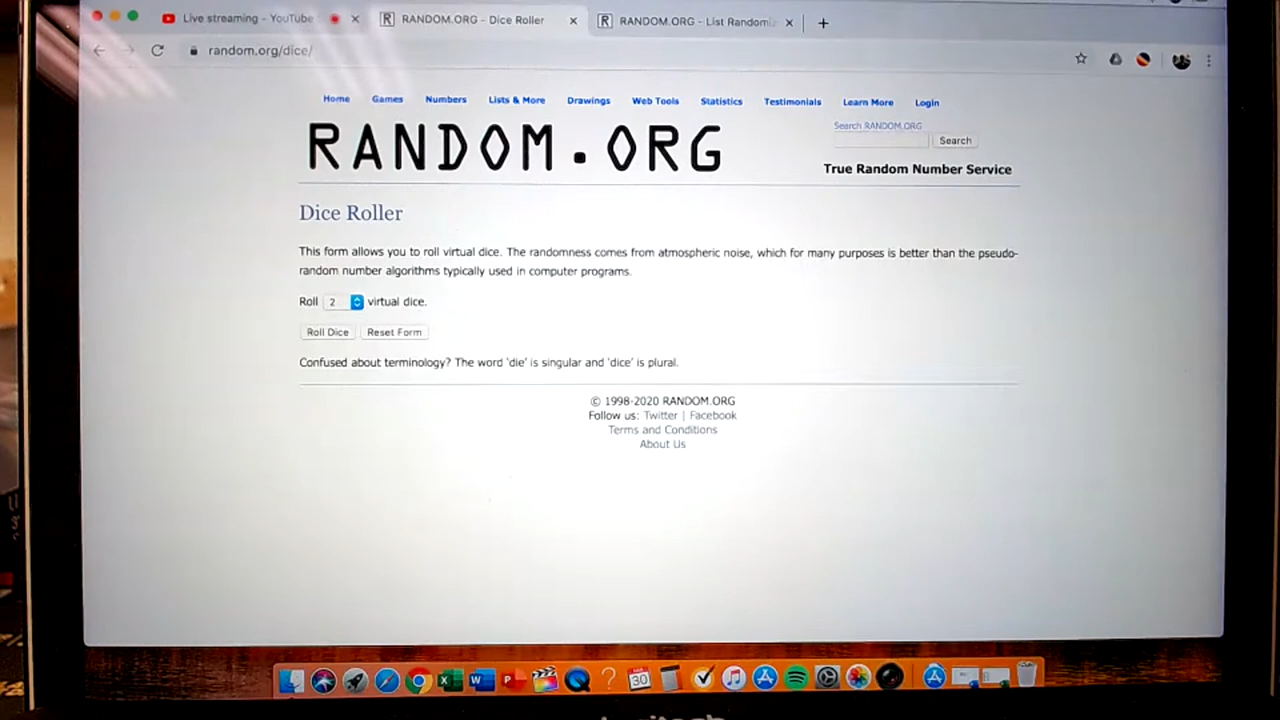 Live streaming - YouTube
RANDOM.ORG - Dice Roller
RANDOM.ORG - List Randomi
random.org/dice/
Home Games Numbers Lists & More Drawings Web Tools Statistics Testimonials Learn More Login
RANDOM.ORG
Search RANDOM.ORG
Search
True Random Number Service
Dice Roller
This form allows you to roll virtual dice. The randomness comes from atmospheric noise, which for many purposes is better than the pseudo-
random number algorithms typically used in computer programs.
Roll 2 virtual dice.
Roll Dice Reset Form
Confused about terminology? The word 'die' is singular and 'dice' is plural.
© 1998-2020 RANDOM.ORG
Follow us: Twitter | Facebook
Terms and Conditions
About Us
30